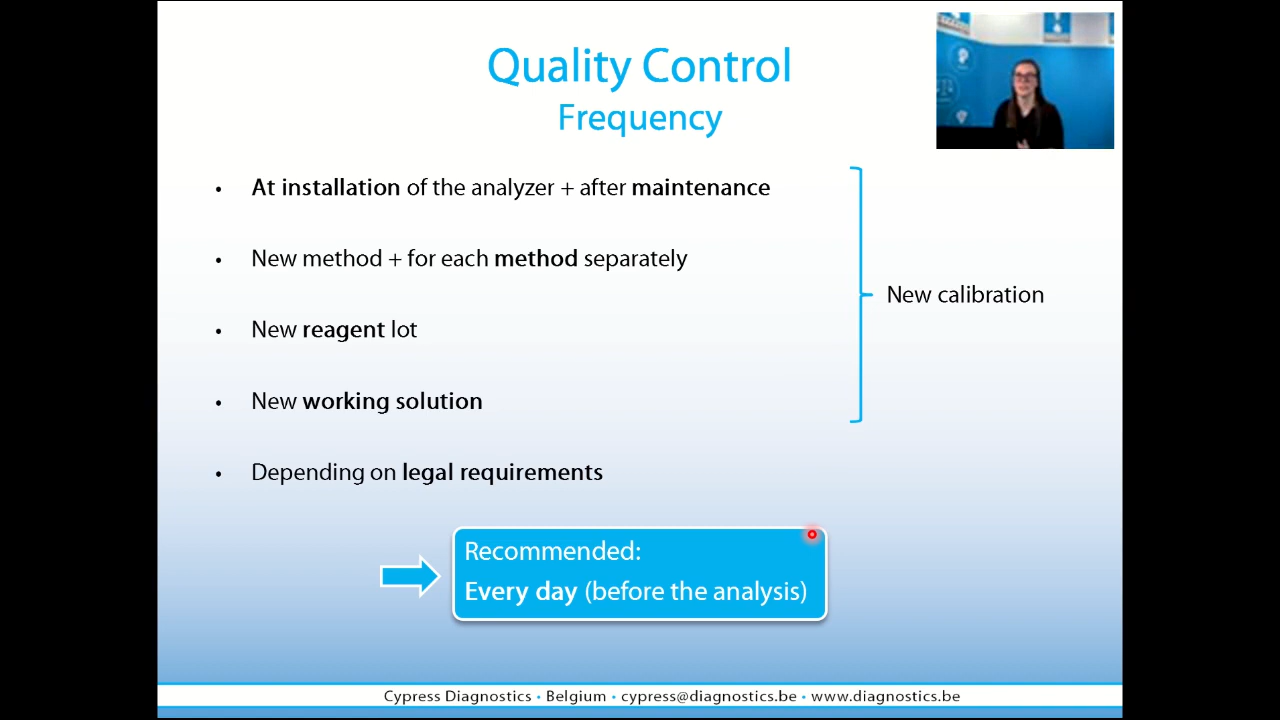 Quality Control
Frequency
• At installation of the analyzer + after maintenance
• New method + for each method separately
New calibration
• New reagent lot
• New working solution
• Depending on legal requirements
Recommended:
Every day (before the analysis)
Cypress Diagnostics • Belgium • cypress@diagnostics.be • www.diagnostics.be